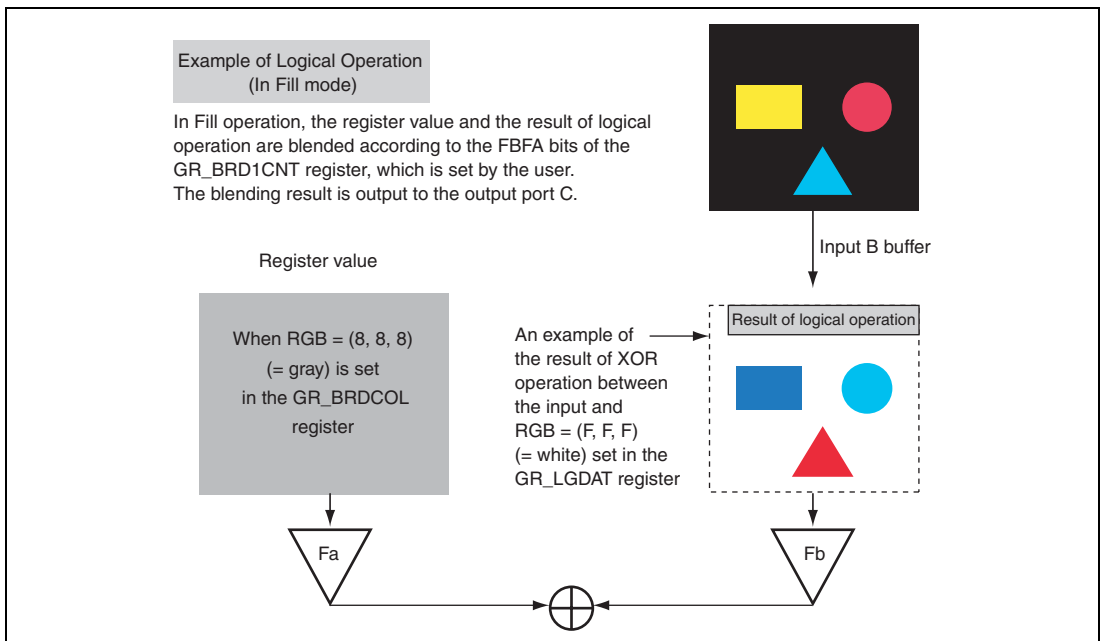 Example of Logical Operation
(In Fill mode)
In Fill operation, the register value and the result of logical
operation are blended according to the FBFA bits of the
GR_BRD1CNT register, which is set by the user.
The blending result is output to the output port C.
Input B buffer
Register value
When RGB = (8, 8, 8)
(= gray) is set
in the GR_BRDCOL
register
An example of
the result of XOR
operation between
the input and
RGB = (F, F, F)
(= white) set in the
GR_LGDAT register
Result of logical operation
Fa
Fb